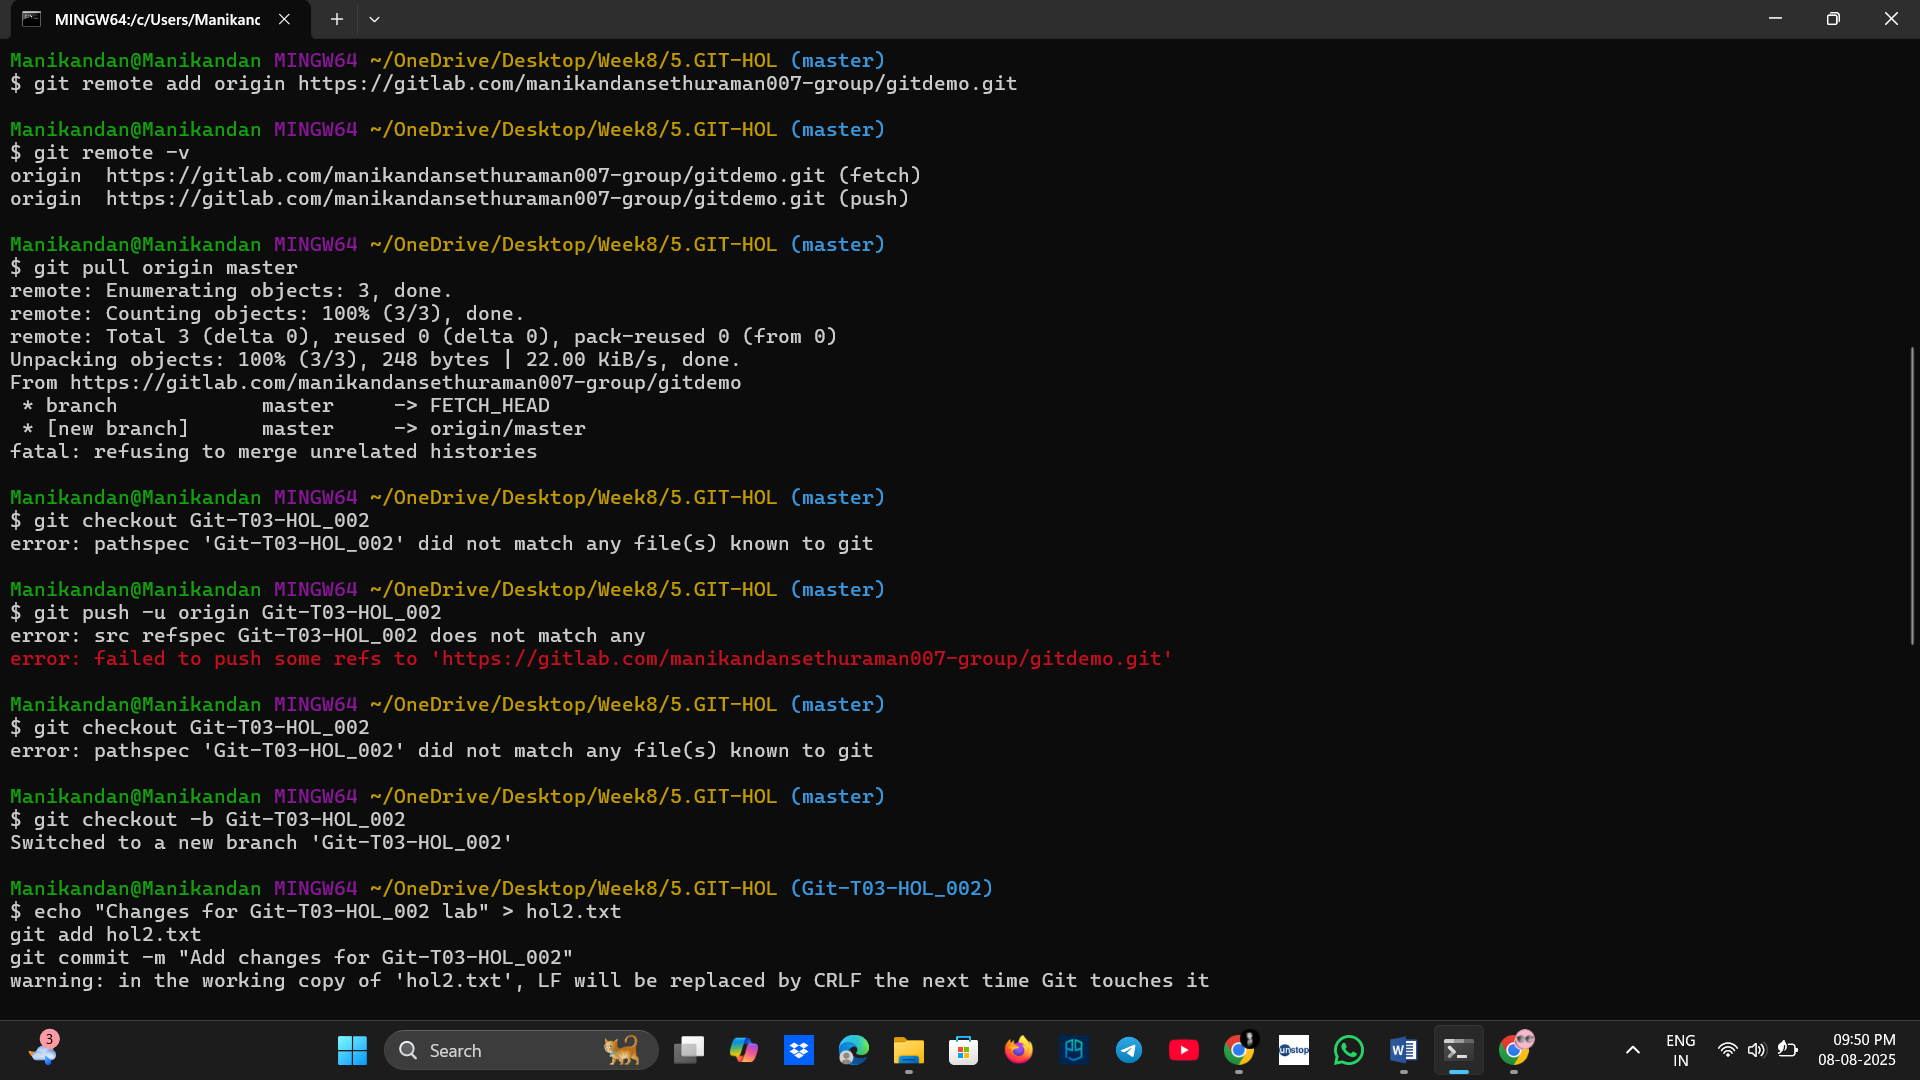 MINGW64:/c/Users/Manikanc
Manikandan@Manikandan MINGW64 ~/OneDrive/Desktop/Week8/5.GIT-HOL (master)
$ git remote add origin https://gitlab.com/manikandansethuraman007-group/gitdemo.git
Manikandan@Manikandan MINGW64 ~/OneDrive/Desktop/Week8/5.GIT-HOL (master)
$ git remote -v
origin  https://gitlab.com/manikandansethuraman007-group/gitdemo.git (fetch)
origin  https://gitlab.com/manikandansethuraman007-group/gitdemo.git (push)
Manikandan@Manikandan MINGW64 ~/OneDrive/Desktop/Week8/5.GIT-HOL (master)
$ git pull origin master
remote: Enumerating objects: 3, done.
remote: Counting objects: 100% (3/3), done.
remote: Total 3 (delta 0), reused 0 (delta 0), pack-reused 0 (from 0)
Unpacking objects: 100% (3/3), 248 bytes | 22.00 KiB/s, done.
From https://gitlab.com/manikandansethuraman007-group/gitdemo
 * branch            master     -> FETCH_HEAD
 * [new branch]      master     -> origin/master
fatal: refusing to merge unrelated histories
Manikandan@Manikandan MINGW64 ~/OneDrive/Desktop/Week8/5.GIT-HOL (master)
$ git checkout Git-T03-HOL_002
error: pathspec 'Git-T03-HOL_002' did not match any file(s) known to git
Manikandan@Manikandan MINGW64 ~/OneDrive/Desktop/Week8/5.GIT-HOL (master)
$ git push -u origin Git-T03-HOL_002
error: src refspec Git-T03-HOL_002 does not match any
error: failed to push some refs to 'https://gitlab.com/manikandansethuraman007-group/gitdemo.git'
Manikandan@Manikandan MINGW64 ~/OneDrive/Desktop/Week8/5.GIT-HOL (master)
$ git checkout Git-T03-HOL_002
error: pathspec 'Git-T03-HOL_002' did not match any file(s) known to git
Manikandan@Manikandan MINGW64 ~/OneDrive/Desktop/Week8/5.GIT-HOL (master)
$ git checkout -b Git-T03-HOL_002
Switched to a new branch 'Git-T03-HOL_002'
Manikandan@Manikandan MINGW64 ~/OneDrive/Desktop/Week8/5.GIT-HOL (Git-T03-HOL_002)
$ echo "Changes for Git-T03-HOL_002 lab" > hol2.txt
git add hol2.txt
git commit -m "Add changes for Git-T03-HOL_002"
warning: in the working copy of 'hol2.txt', LF will be replaced by CRLF the next time Git touches it
3
Search
unstop
W
ENG
IN
09:50 PM
08-08-2025